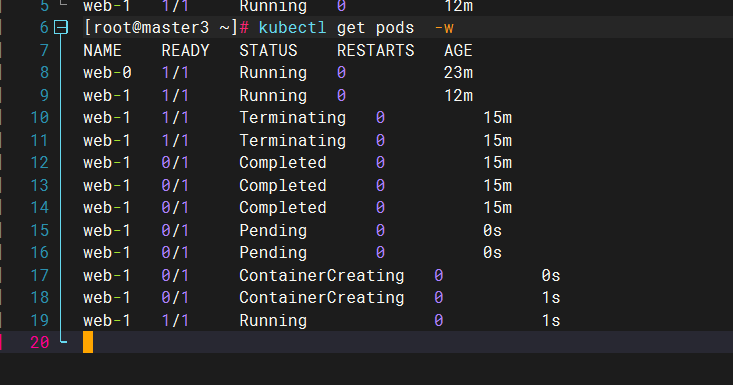 5 web-1 1/1 Running 0 12m
6 [root@master3 ~]# kubectl get pods -w
7 NAME READY STATUS RESTARTS AGE
8 web-0 1/1 Running 0 23m
9 web-1 1/1 Running 0 12m
10 web-1 1/1 Terminating 0 15m
11 web-1 1/1 Terminating 0 15m
12 web-1 0/1 Completed 0 15m
13 web-1 0/1 Completed 0 15m
14 web-1 0/1 Completed 0 15m
15 web-1 0/1 Pending 0 0s
16 web-1 0/1 Pending 0 0s
17 web-1 0/1 ContainerCreating 0 0s
18 web-1 0/1 ContainerCreating 0 1s
19 web-1 1/1 Running 0 1s
20